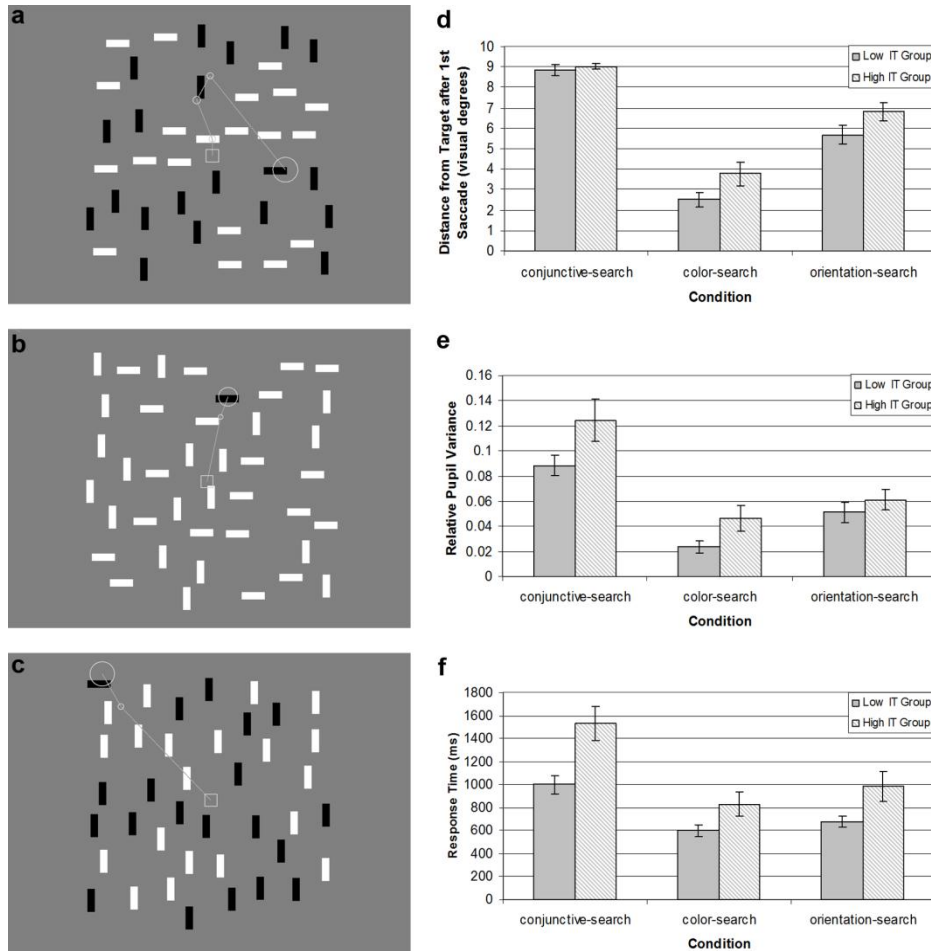 a
b
c
d
Distance from Target after 1st
Saccade (visual degrees)
10
9
8
7
6
5
4
3
2
1
0
Low IT Group
High IT Group
conjunctive-search color-search orientation-search
Condition
e
Relative Pupil Variance
0.16
0.14
0.12
0.1
0.08
0.06
0.04
0.02
0
Low IT Group
High IT Group
conjunctive-search color-search orientation-search
Condition
f
Response Time (ms)
1800
1600
1400
1200
1000
800
600
400
200
0
Low IT Group
High IT Group
conjunctive-search color-search orientation-search
Condition